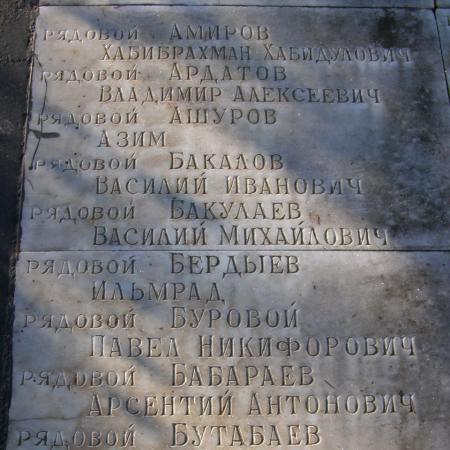 РЯДОВОЙ АМИРОВ
ХАБИБРАХМАН ХАБИДУЛОВИЧ
РЯДОВОЙ АРДАТОВ
ВЛАДИМИР АЛЕКСЕЕВИЧ
РЯДОВОЙ АШУРОВ
АЗИМ
РЯДОВОЙ БАКАЛОВ
ВАСИЛИЙ ИВАНОВИЧ
РЯДОВОЙ БАКУЛАЕВ
ВАСИЛИЙ МИХАЙЛОВИЧ
РЯДОВОЙ БЕРДЫЕВ
ИЛЬМРАД
РЯДОВОЙ БУРОВОЙ
ПАВЕЛ НИКИФОРОВИЧ
РЯДОВОЙ БАБАРАЕВ
АРСЕНТИЙ АНТОНОВИЧ
РЯДОВОЙ БУТАБАЕВ